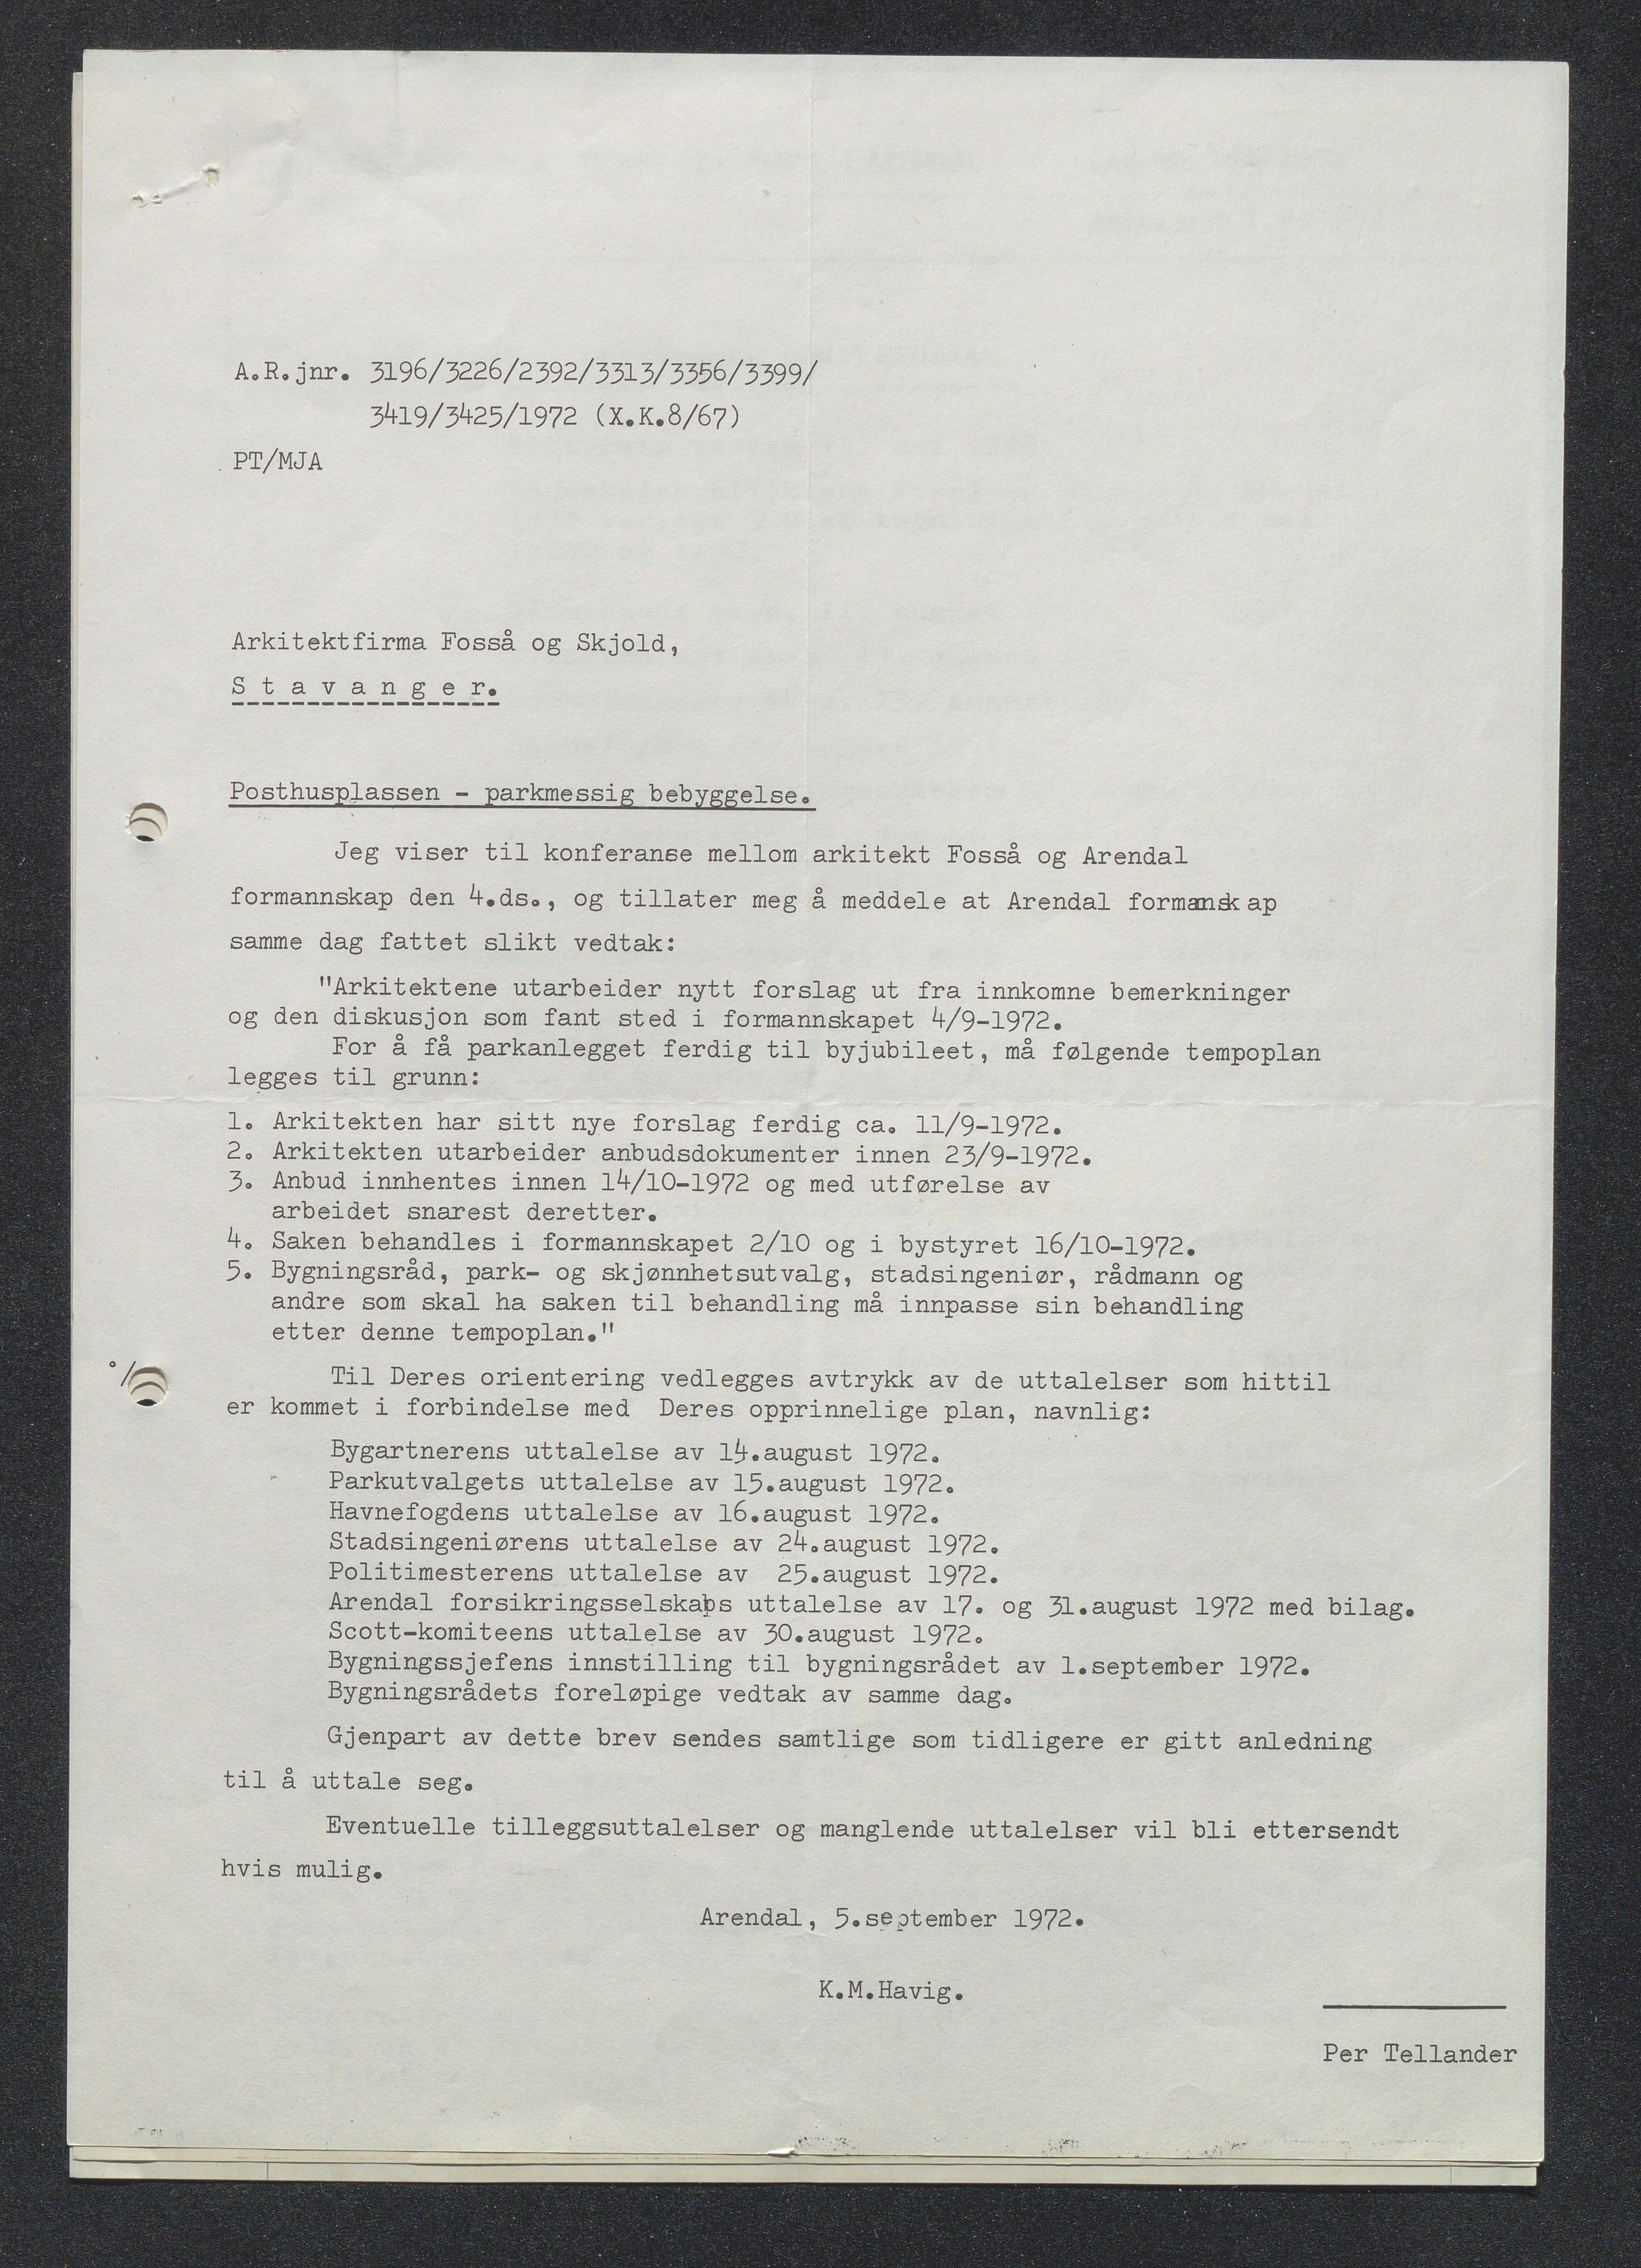 A.R.jnr. 3196/3226/2392/3313/3356/3399/
3419/3425/1972 (X.K.8/67)
PT/MJA
Arkitektfirma Fosså og Skjold,
S t a v a n g e r.
Posthusplassen - parkmessig bebyggelse.
Jeg viser til konferanse mellom arkitekt Fosså og Arendal
formannskap den 4.ds., og tillater meg å meddele at Arendal formannskap
samme dag fattet slikt vedtak:
"Arkitektene utarbeider nytt forslag ut fra innkomne bemerkninger
og den diskusjon som fant sted i formannskapet 4/9-1972.
For å få parkanlegget ferdig til byjubileet, må følgende tempoplan
legges til grunn:
1. Arkitekten har sitt nye forslag ferdig ca. 11/9-1972.
2. Arkitekten utarbeider anbudsdokumenter innen 23/9-1972.
3. Anbud innhentes innen 14/10-1972 og med utførelse av
arbeidet snarest deretter.
4. Saken behandles i formannskapet 2/10 og i bystyret 16/10-1972.
5. Bygningsråd, park- og skjønnhetsutvalg, stadsingeniør, rådmann og
andre som skal ha saken til behandling må innpasse sin behandling
etter denne tempoplan."
°/ Til Deres orientering vedlegges avtrykk av de uttalelser som hittil
er kommet i forbindelse med Deres opprinnelige plan, navnlig:
Bygartnerens uttalelse av 14.august 1972.
Parkutvalgets uttalelse av 15.august 1972.
Havnefogdens uttalelse av 16.august 1972.
Stadsingeniørens uttalelse av 24.august 1972.
Politimesterens uttalelse av 25.august 1972.
Arendal forsikringsselskaps uttalelse av 17. og 31.august 1972 med bilag.
Scott-komiteens uttalelse av 30.august 1972.
Bygningssjefens innstilling til bygningsrådet av 1.september 1972.
Bygningsrådets foreløpige vedtak av samme dag.
Gjenpart av dette brev sendes samtlige som tidligere er gitt anledning
til å uttale seg.
Eventuelle tilleggsuttalelser og manglende uttalelser vil bli ettersendt
hvis mulig.
Arendal, 5.september 1972.
K.M.Havig.
Per Tellander